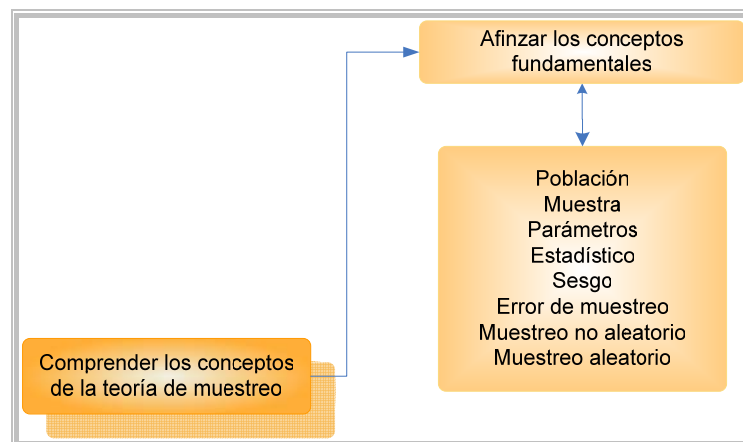 Afinzar los conceptos
fundamentales
Población
Muestra
Parámetros
Estadístico
Sesgo
Error de muestreo
Muestreo no aleatorio
Muestreo aleatorio
Comprender los conceptos
de la teoría de muestreo